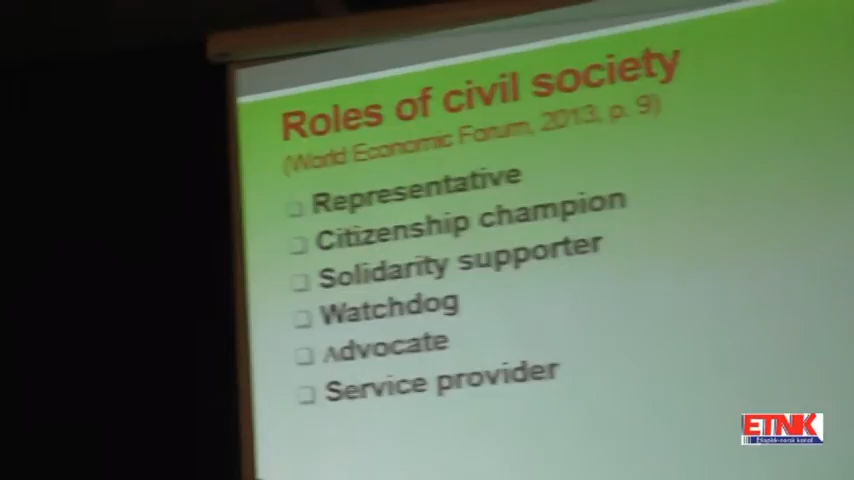 Roles of civil society
(World Economic Forum, 2013, p. 9)
Representative
Citizenship champion
Solidarity supporter
Watchdog
Advocate
Service provider
ETNK